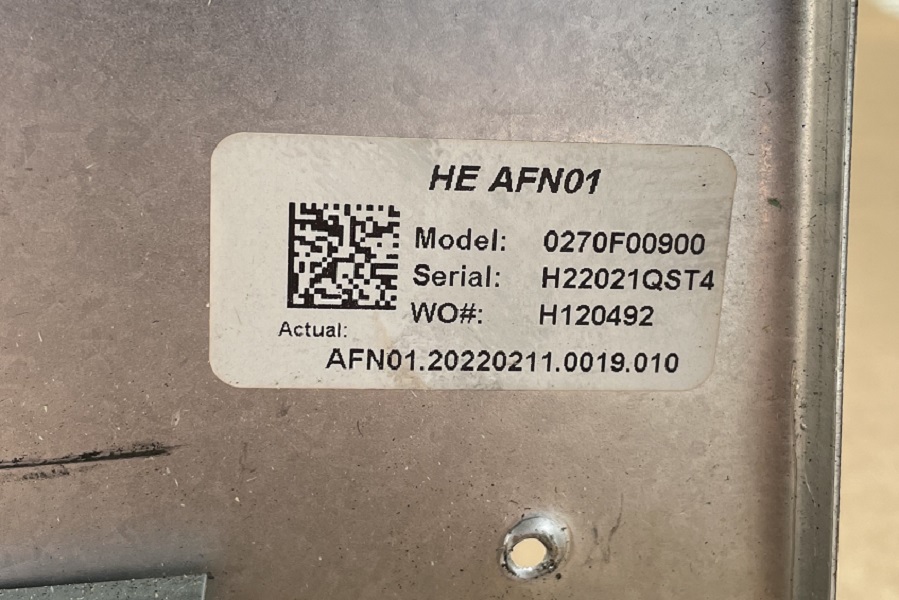 HE AFN01
Model: 0270F00900
Serial: H22021QST4
WO#: H120492
Actual:
AFN01.20220211.0019.010